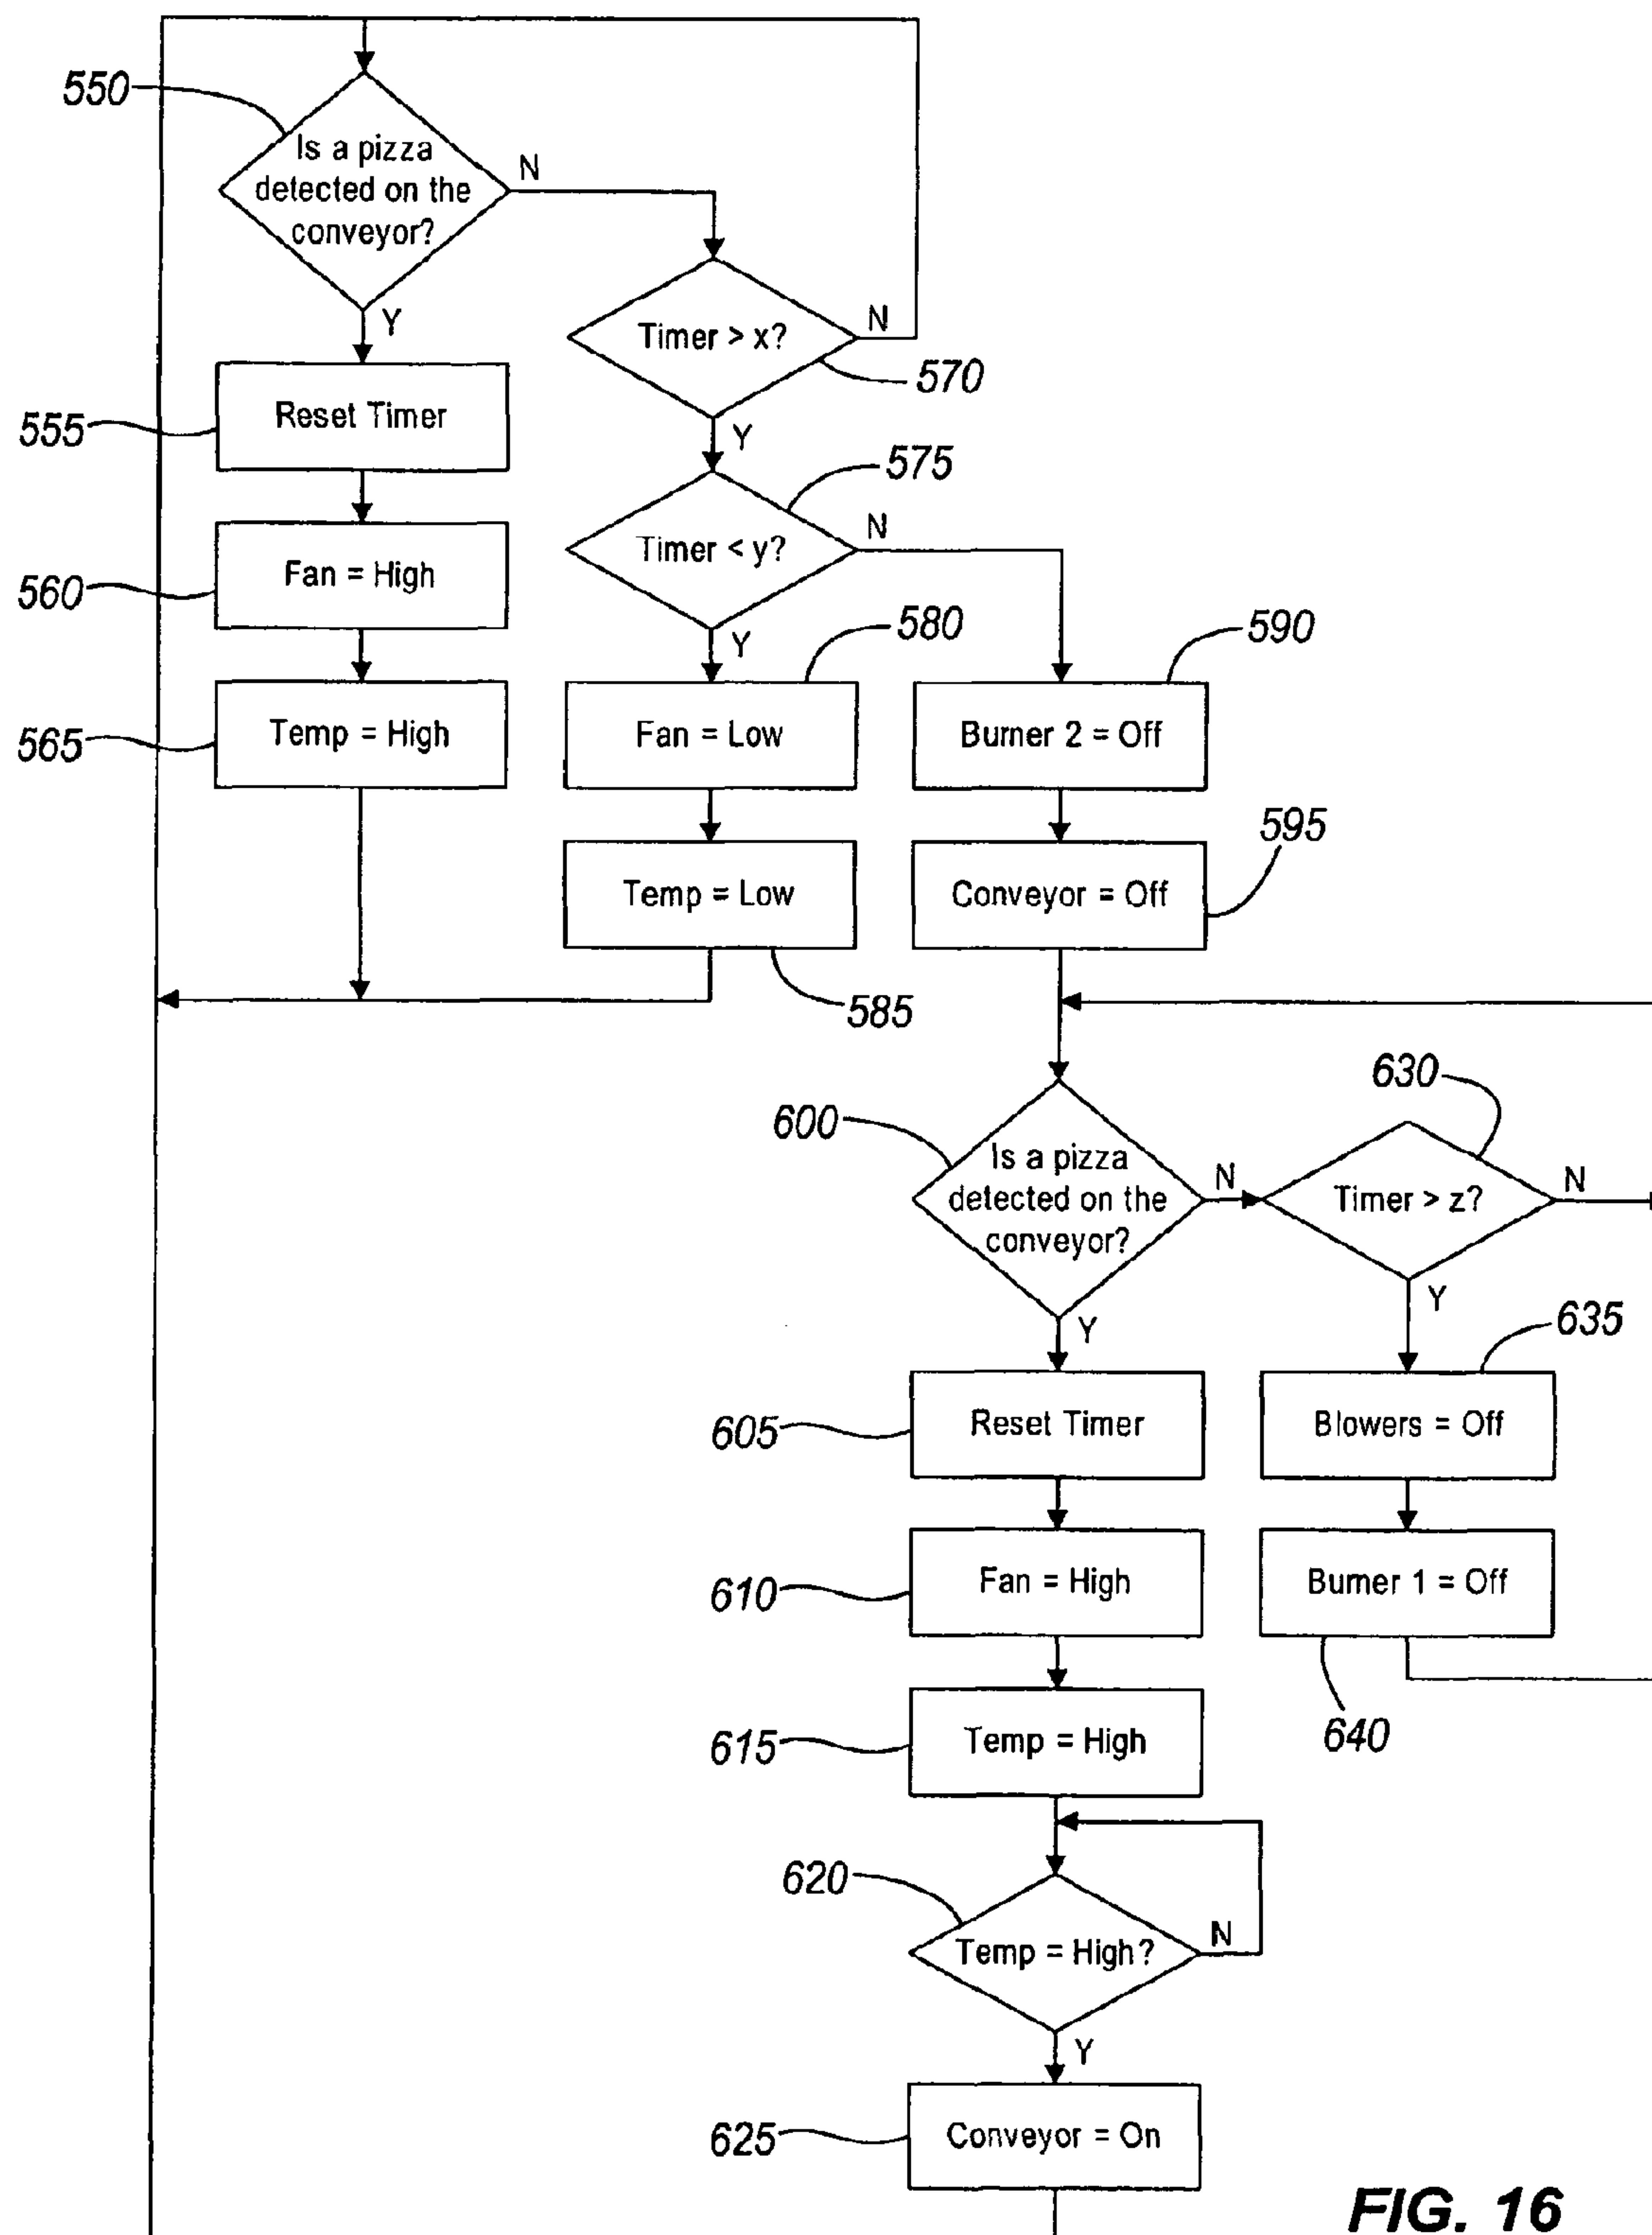 550
Is a pizza
detected on the
conveyor?
N
Y
Timer > x?
N
570
Y
555
Reset Timer
575
Timer < y?
N
Y
560
Fan = High
580
590
565
Temp = High
Fan = Low
Burner 2 = Off
595
Temp = Low
Conveyor = Off
585
630
600
Is a pizza
detected on the
conveyor?
N
Timer > z?
N
Y
Y
635
605
Reset Timer
Blowers = Off
610
Fan = High
Burner 1 = Off
640
615
Temp = High
620
Temp = High?
N
Y
625
Conveyor = On
FIG. 16